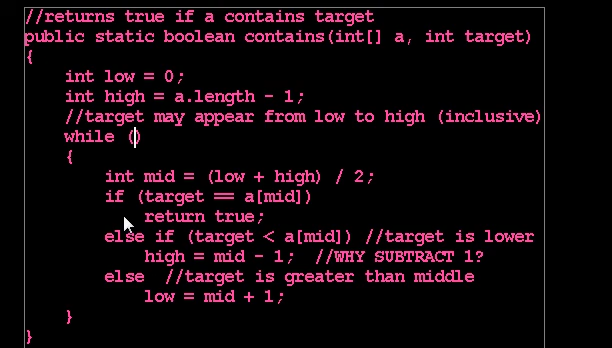 //returns true if a contains target
public static boolean contains(int[] a, int target)
{
    int low = 0;
    int high = a.length - 1;
    //target may appear from low to high (inclusive)
    while ()
    {
        int mid = (low + high) / 2;
        if (target == a[mid])
            return true;
        else if (target < a[mid]) //target is lower
            high = mid - 1;  //WHY SUBTRACT 1?
        else  //target is greater than middle
            low = mid + 1;
    }
}